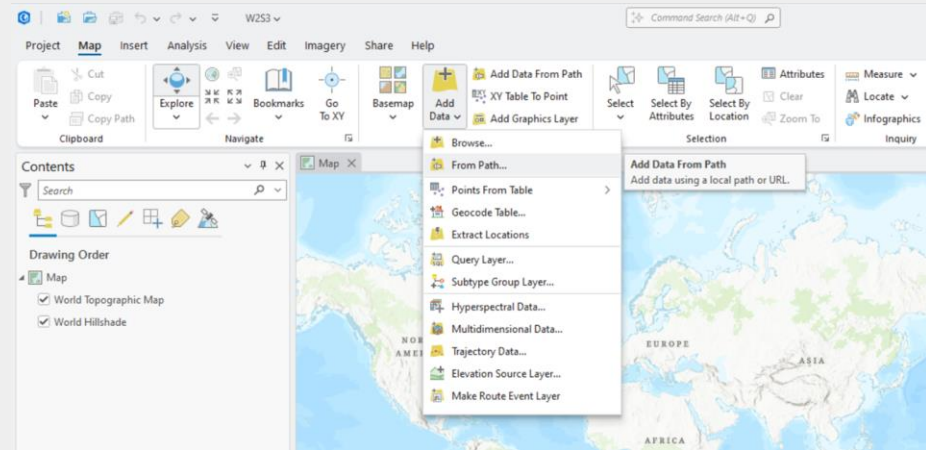 W2S3
Command Search (Alt+Q)
Project Map Insert Analysis View Edit Imagery Share Help
Paste
Cut
Copy
Copy Path
Clipboard
Explore
Bookmarks
Go To XY
Navigate
Basemap
Add Data
Add Data From Path
XY Table To Point
Add Graphics Layer
Select
Select By Attributes
Select By Location
Attributes
Clear
Zoom To
Selection
Measure
Locate
Infographics
Inquiry
Contents
Search
Drawing Order
Map
World Topographic Map
World Hillshade
Map
Browse...
From Path...
Points From Table
Geocode Table...
Extract Locations
Query Layer...
Subtype Group Layer...
Hyperspectral Data...
Multidimensional Data...
Trajectory Data...
Elevation Source Layer...
Make Route Event Layer
Add Data From Path
Add data using a local path or URL.
NOR
AMER
EUROPE
ASIA
AFRICA